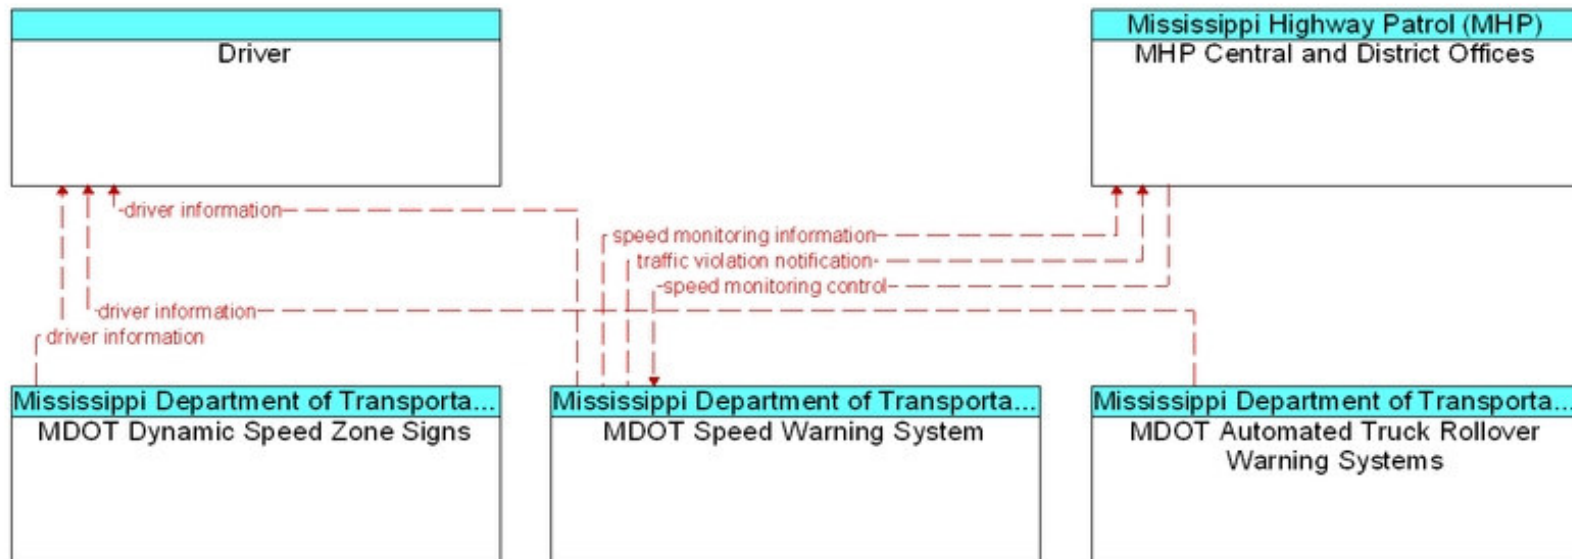 Driver
Mississippi Highway Patrol (MHP)
MHP Central and District Offices
driver information
speed monitoring information
traffic violation notification
speed monitoring control
driver information
driver information
Mississippi Department of Transporta...
MDOT Dynamic Speed Zone Signs
Mississippi Department of Transporta...
MDOT Speed Warning System
Mississippi Department of Transporta...
MDOT Automated Truck Rollover
Warning Systems